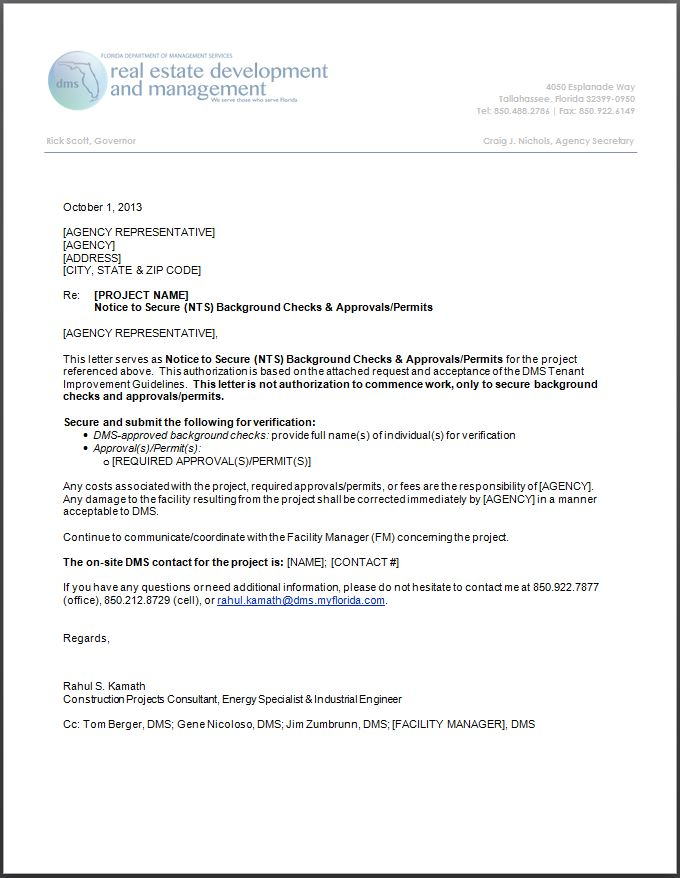 FLORIDA DEPARTMENT OF MANAGEMENT SERVICES
dms
real estate development
and management
We serve those who serve Florida
4050 Esplanade Way
Tallahassee, Florida 32399-0950
Tel: 850.488.2786 | Fax: 850.922.6149
Rick Scott, Governor
Craig J. Nichols, Agency Secretary
October 1, 2013
[AGENCY REPRESENTATIVE]
[AGENCY]
[ADDRESS]
[CITY, STATE & ZIP CODE]
Re: [PROJECT NAME]
Notice to Secure (NTS) Background Checks & Approvals/Permits
[AGENCY REPRESENTATIVE],
This letter serves as Notice to Secure (NTS) Background Checks & Approvals/Permits for the project
referenced above. This authorization is based on the attached request and acceptance of the DMS Tenant
Improvement Guidelines. This letter is not authorization to commence work, only to secure background
checks and approvals/permits.
Secure and submit the following for verification:
• DMS-approved background checks: provide full name(s) of individual(s) for verification
• Approval(s)/Permit(s):
o [REQUIRED APPROVAL(S)/PERMIT(S)]
Any costs associated with the project, required approvals/permits, or fees are the responsibility of [AGENCY].
Any damage to the facility resulting from the project shall be corrected immediately by [AGENCY] in a manner
acceptable to DMS.
Continue to communicate/coordinate with the Facility Manager (FM) concerning the project.
The on-site DMS contact for the project is: [NAME]; [CONTACT #]
If you have any questions or need additional information, please do not hesitate to contact me at 850.922.7877
(office), 850.212.8729 (cell), or rahul.kamath@dms.myflorida.com.
Regards,
Rahul S. Kamath
Construction Projects Consultant, Energy Specialist & Industrial Engineer
Cc: Tom Berger, DMS; Gene Nicoloso, DMS; Jim Zumbrunn, DMS; [FACILITY MANAGER], DMS